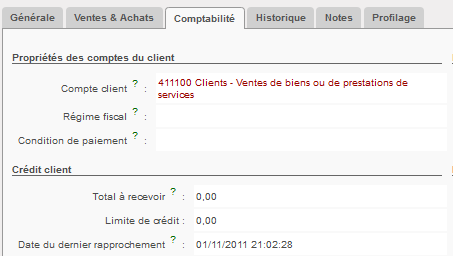 Générale Ventes & Achats Comptabilité Historique Notes Profilage
Propriétés des comptes du client
Compte client ? : 411100 Clients - Ventes de biens ou de prestations de
services
Régime fiscal ? :
Condition de paiement ? :
Crédit client
Total à recevoir ? : 0,00
Limite de crédit : 0,00
Date du dernier rapprochement ? : 01/11/2011 21:02:28